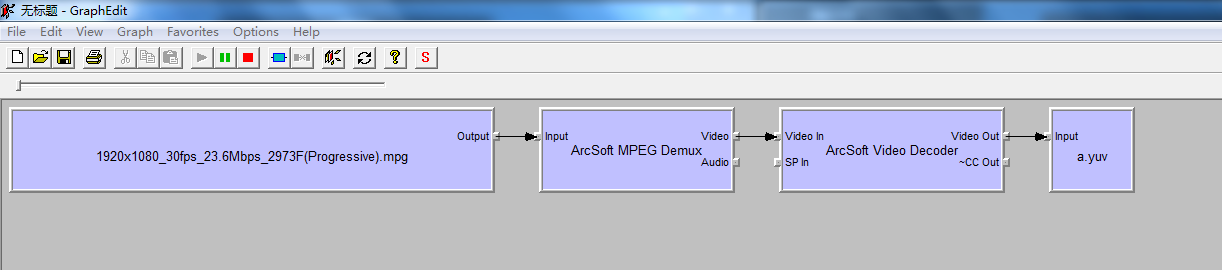 无标题 - GraphEdit
File Edit View Graph Favorites Options Help
S
Output
1920x1080_30fps_23.6Mbps_2973F(Progressive).mpg
Input
Video
ArcSoft MPEG Demux
Audio
Video In
Video Out
ArcSoft Video Decoder
SP In
~CC Out
Input
a.yuv